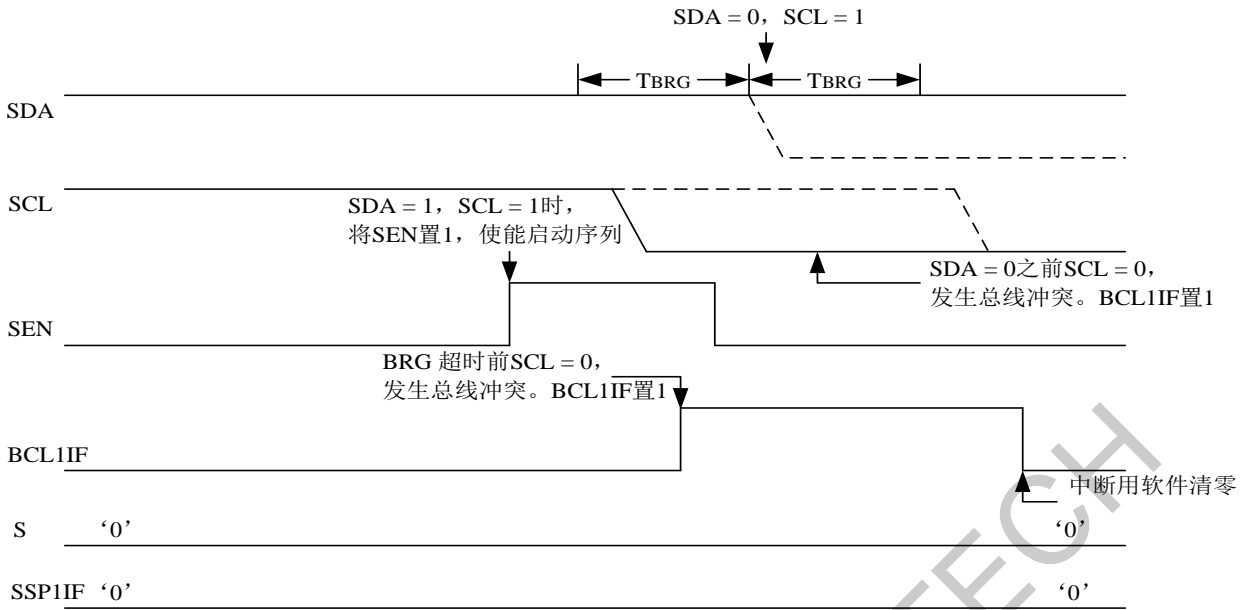 SDA = 0，SCL = 1
TBRG
TBRG
SDA
SCL
SDA = 1，SCL = 1时，
将SEN置1，使能启动序列
SDA = 0之前SCL = 0，
发生总线冲突。BCL1IF置1
SEN
BRG 超时前SCL = 0，
发生总线冲突。BCL1IF置1
BCL1IF
中断用软件清零
S ‘0’ ‘0’
SSP1IF ‘0’ ‘0’
TECH